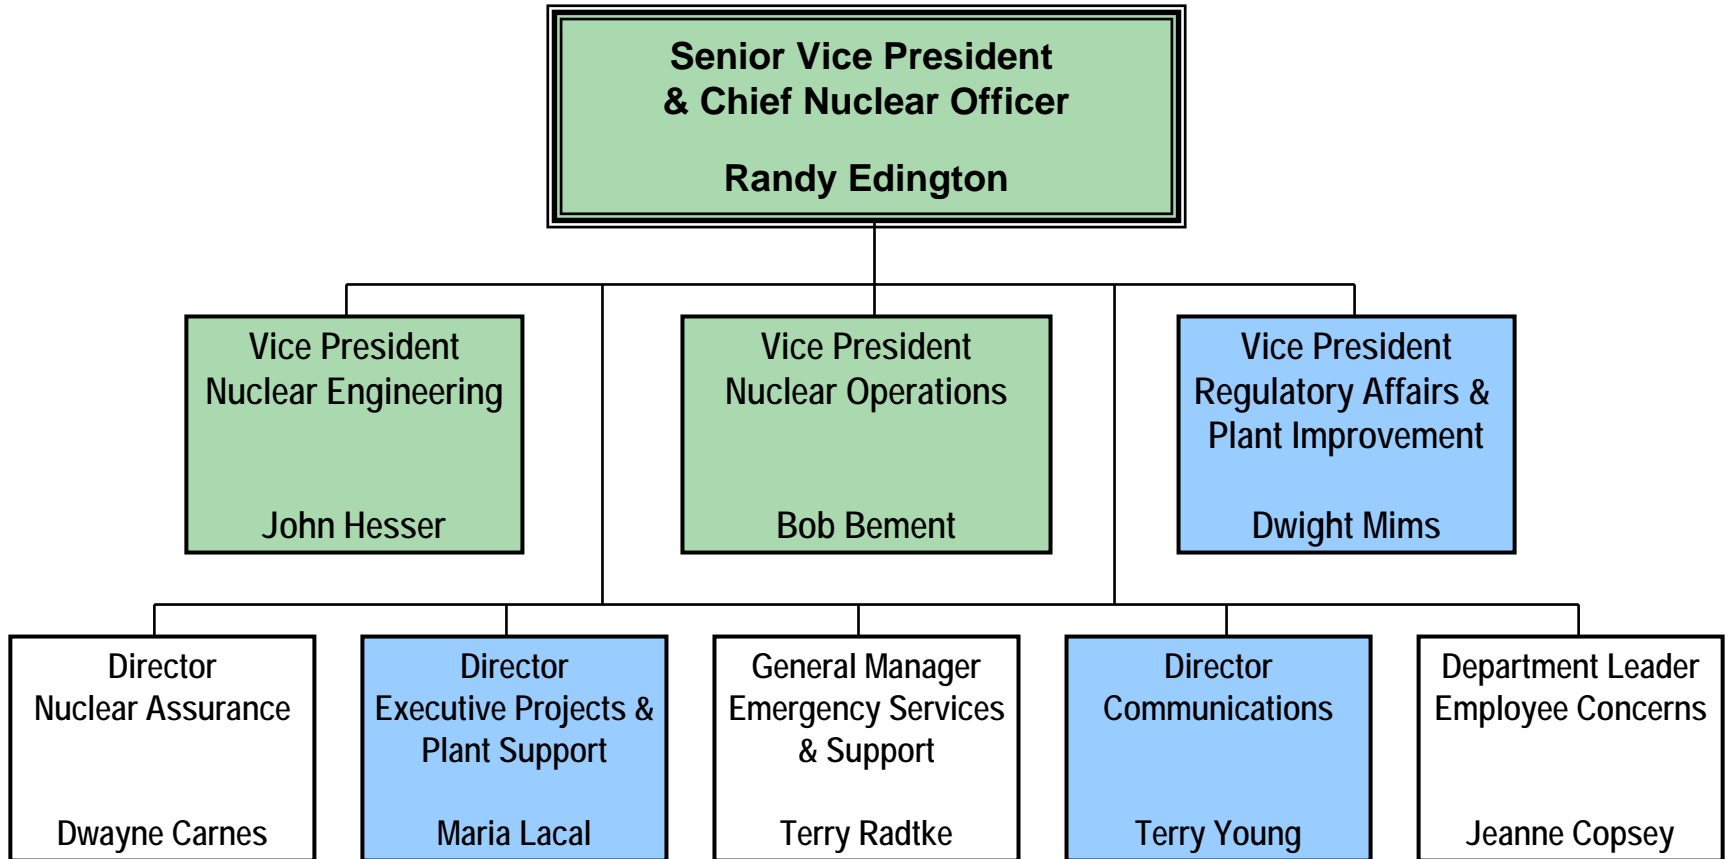 Senior Vice President
& Chief Nuclear Officer
Randy Edington
Vice President
Nuclear Engineering
John Hesser
Vice President
Nuclear Operations
Bob Bement
Vice President
Regulatory Affairs &
Plant Improvement
Dwight Mims
Director
Nuclear Assurance
Dwayne Carnes
Director
Executive Projects &
Plant Support
Maria Lacal
General Manager
Emergency Services
& Support
Terry Radtke
Director
Communications
Terry Young
Department Leader
Employee Concerns
Jeanne Copsey